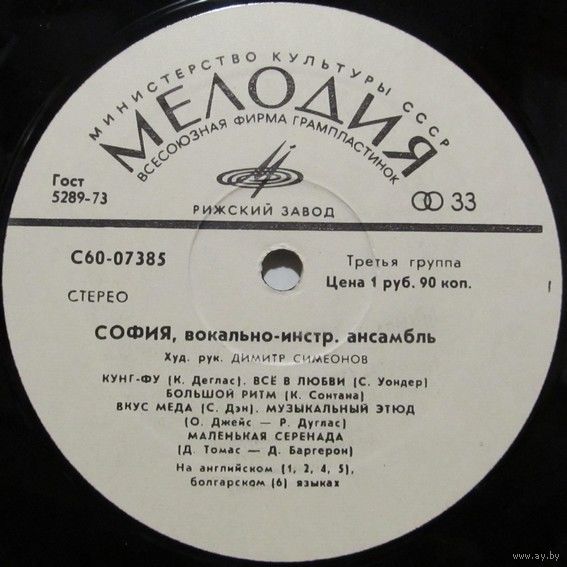 МИНИСТЕРСТВО КУЛЬТУРЫ СССР
МЕЛОДИЯ
ВСЕСОЮЗНАЯ ФИРМА ГРАМПЛАСТИНОК
Гост
5289-73
33
РИЖСКИЙ ЗАВОД
С60-07385
Третья группа
Цена 1 руб. 90 коп.
СТЕРЕО
СОФИЯ, вокально-инстр. ансамбль
Худ. рук. ДИМИТР СИМЕОНОВ
КУНГ-ФУ (К. Деглас). ВСЁ В ЛЮБВИ (С. Уондер)
БОЛЬШОЙ РИТМ (К. Сонтана)
ВКУС МЕДА (С. Дэн). МУЗЫКАЛЬНЫЙ ЭТЮД
(О. Джейс — Р. Дуглас)
МАЛЕНЬКАЯ СЕРЕНАДА
(Д. Томас — Д. Баргерон)
На английском (1, 2, 4, 5),
болгарском (6) языках
www.ay.by